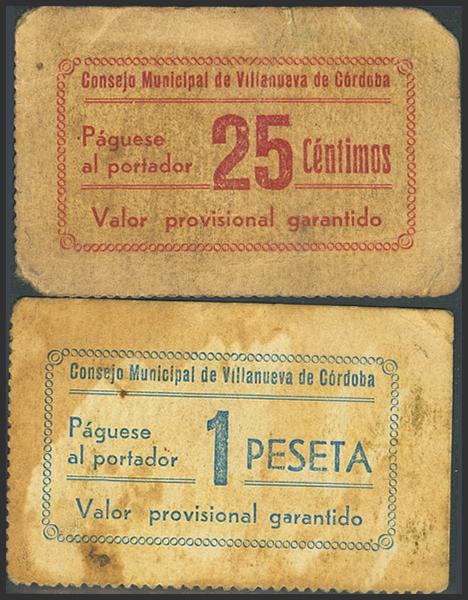 Consejo Municipal de Villanueva de Córdoba
Páguese
al portador
25 Céntimos
Valor provisional garantido
Consejo Municipal de Villanueva de Córdoba
Páguese
al portador
1 PESETA
Valor provisional garantido